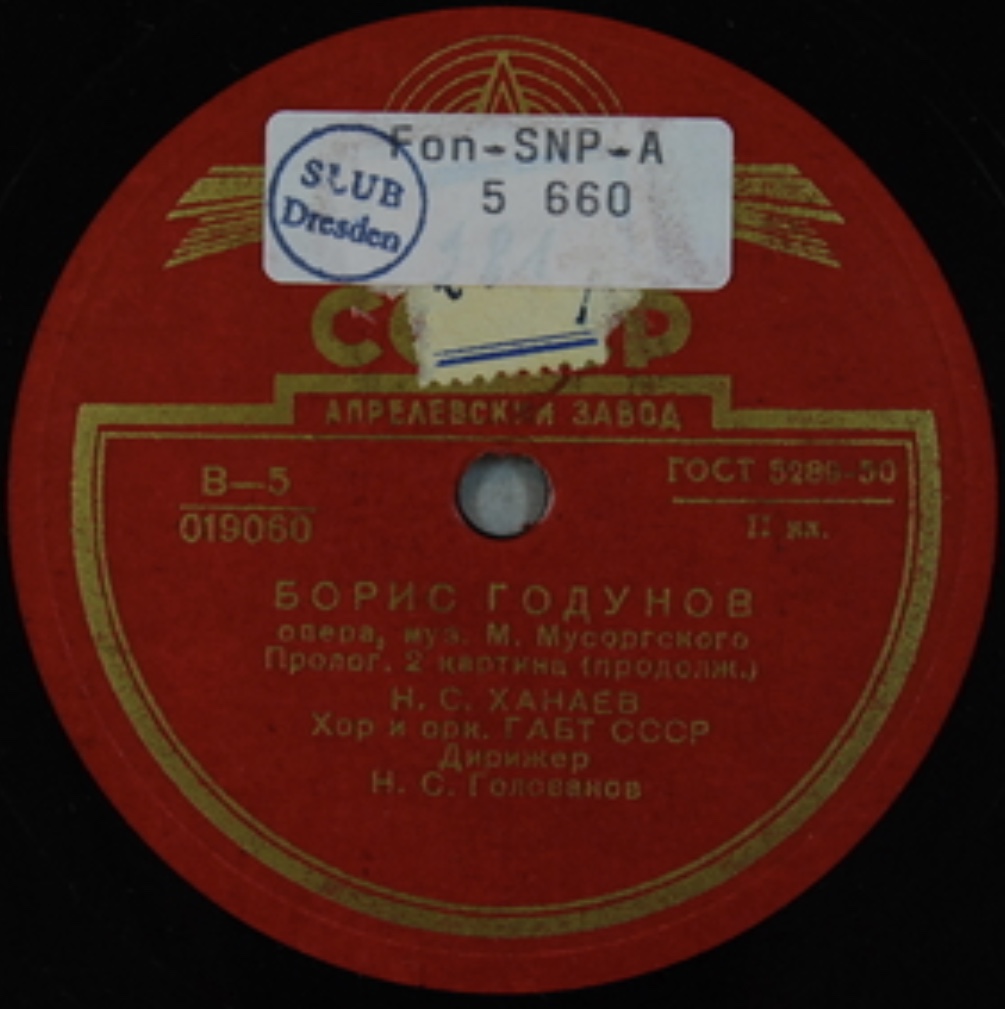 Fon-SNP-A
5 660
SLUB
Dresden
АПРЕЛЕВСКИЙ ЗАВОД
В—5
019060
ГОСТ 5289-50
II
БОРИС ГОДУНОВ
опера, муз. М. Мусоргского
Пролог. 2 картина (продолж.)
Н. С. ХАНАЕВ
Хор и орк. ГАБТ СССР
Дирижер
Н. С. Голованов